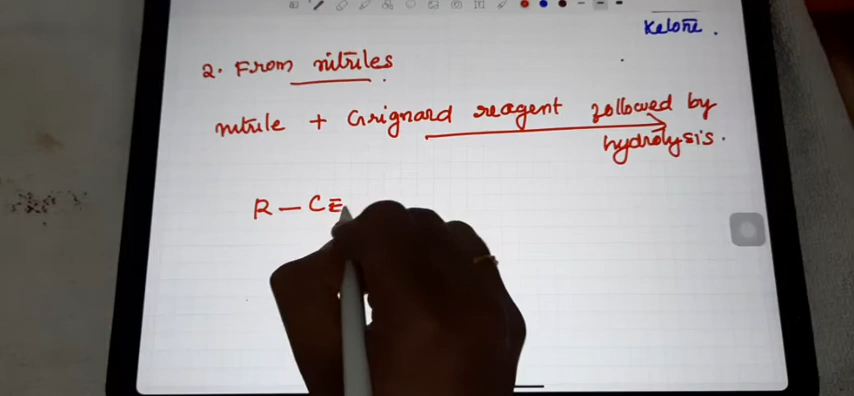 Ketone.
2. From nitriles
nitrile + Grignard reagent followed by
hydrolysis.
R — C≡